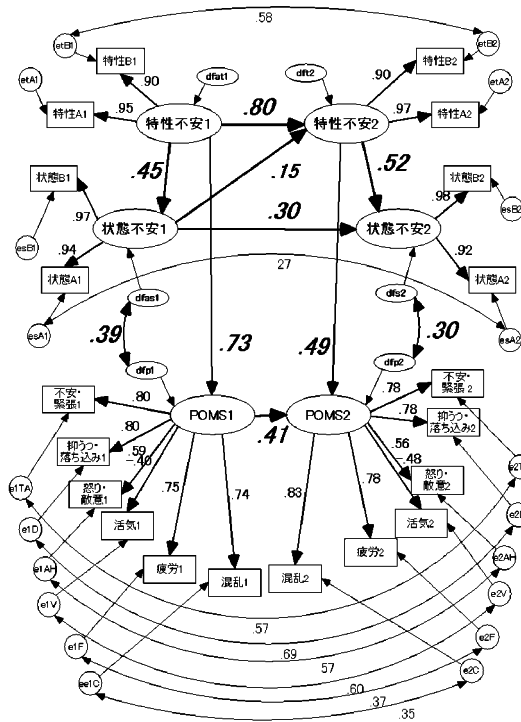 .58
etB1
etB2
特性B1
特性B2
etA1
dfat1
dft2
etA2
.90
.90
特性A1
.95
特性不安1
.80
特性不安2
.97
特性A2
.45
.15
.52
状態B1
状態B2
.97
.30
.98
esB1
状態不安1
状態不安2
esB2
.94
.92
状態A1
27
状態A2
esA1
dfas1
dfs2
esA2
.39
.73
.49
.30
dfp1
dfp2
不安・
緊張1
.80
.78
不安・
緊張 2
抑うつ・
落ち込み1
.80
POMS1
.41
POMS2
.78
抑うつ・
落ち込み2
.59
-.40
.56
-.48
e1TA
怒り・
敵意1
怒り・
敵意2
e1D
.75
.74
.83
.78
活気1
活気2
e1AH
疲労1
混乱1
混乱2
疲労2
e2AH
e1V
e2V
.57
e1F
.69
e2F
57
ee1C
.60
e2C
.37
.35